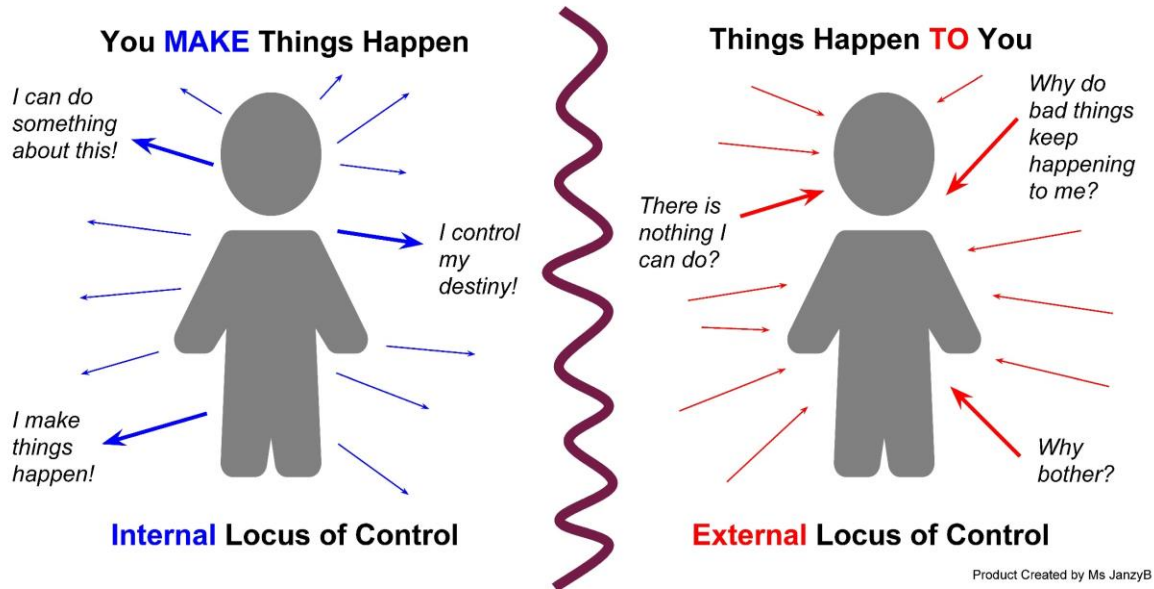 You MAKE Things Happen
I can do
something
about this!
I control
my
destiny!
I make
things
happen!
Internal Locus of Control
Things Happen TO You
Why do
bad things
keep
happening
to me?
There is
nothing I
can do?
Why
bother?
External Locus of Control
Product Created by Ms JanzyB